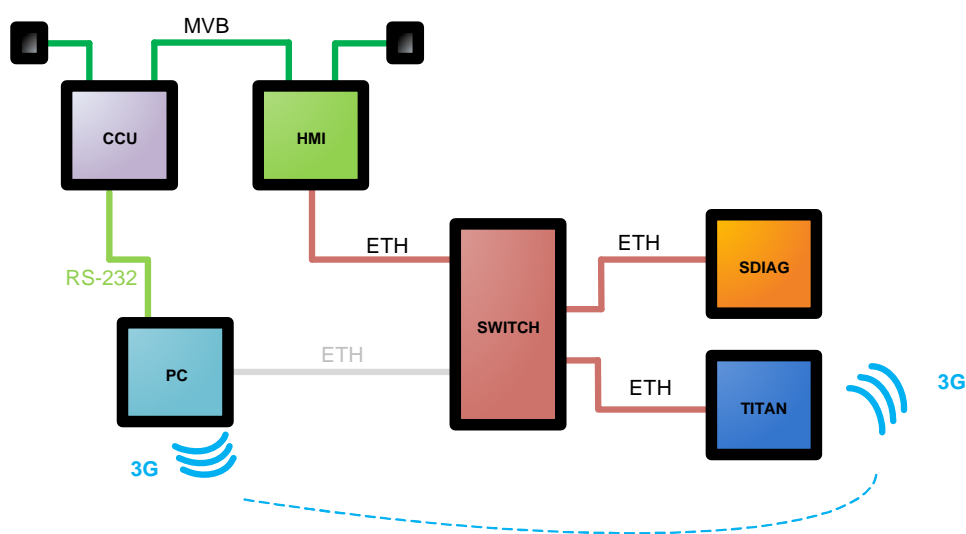 MVB
CCU
HMI
ETH
ETH
RS-232
SDIAG
SWITCH
ETH
PC
ETH
3G
TITAN
3G